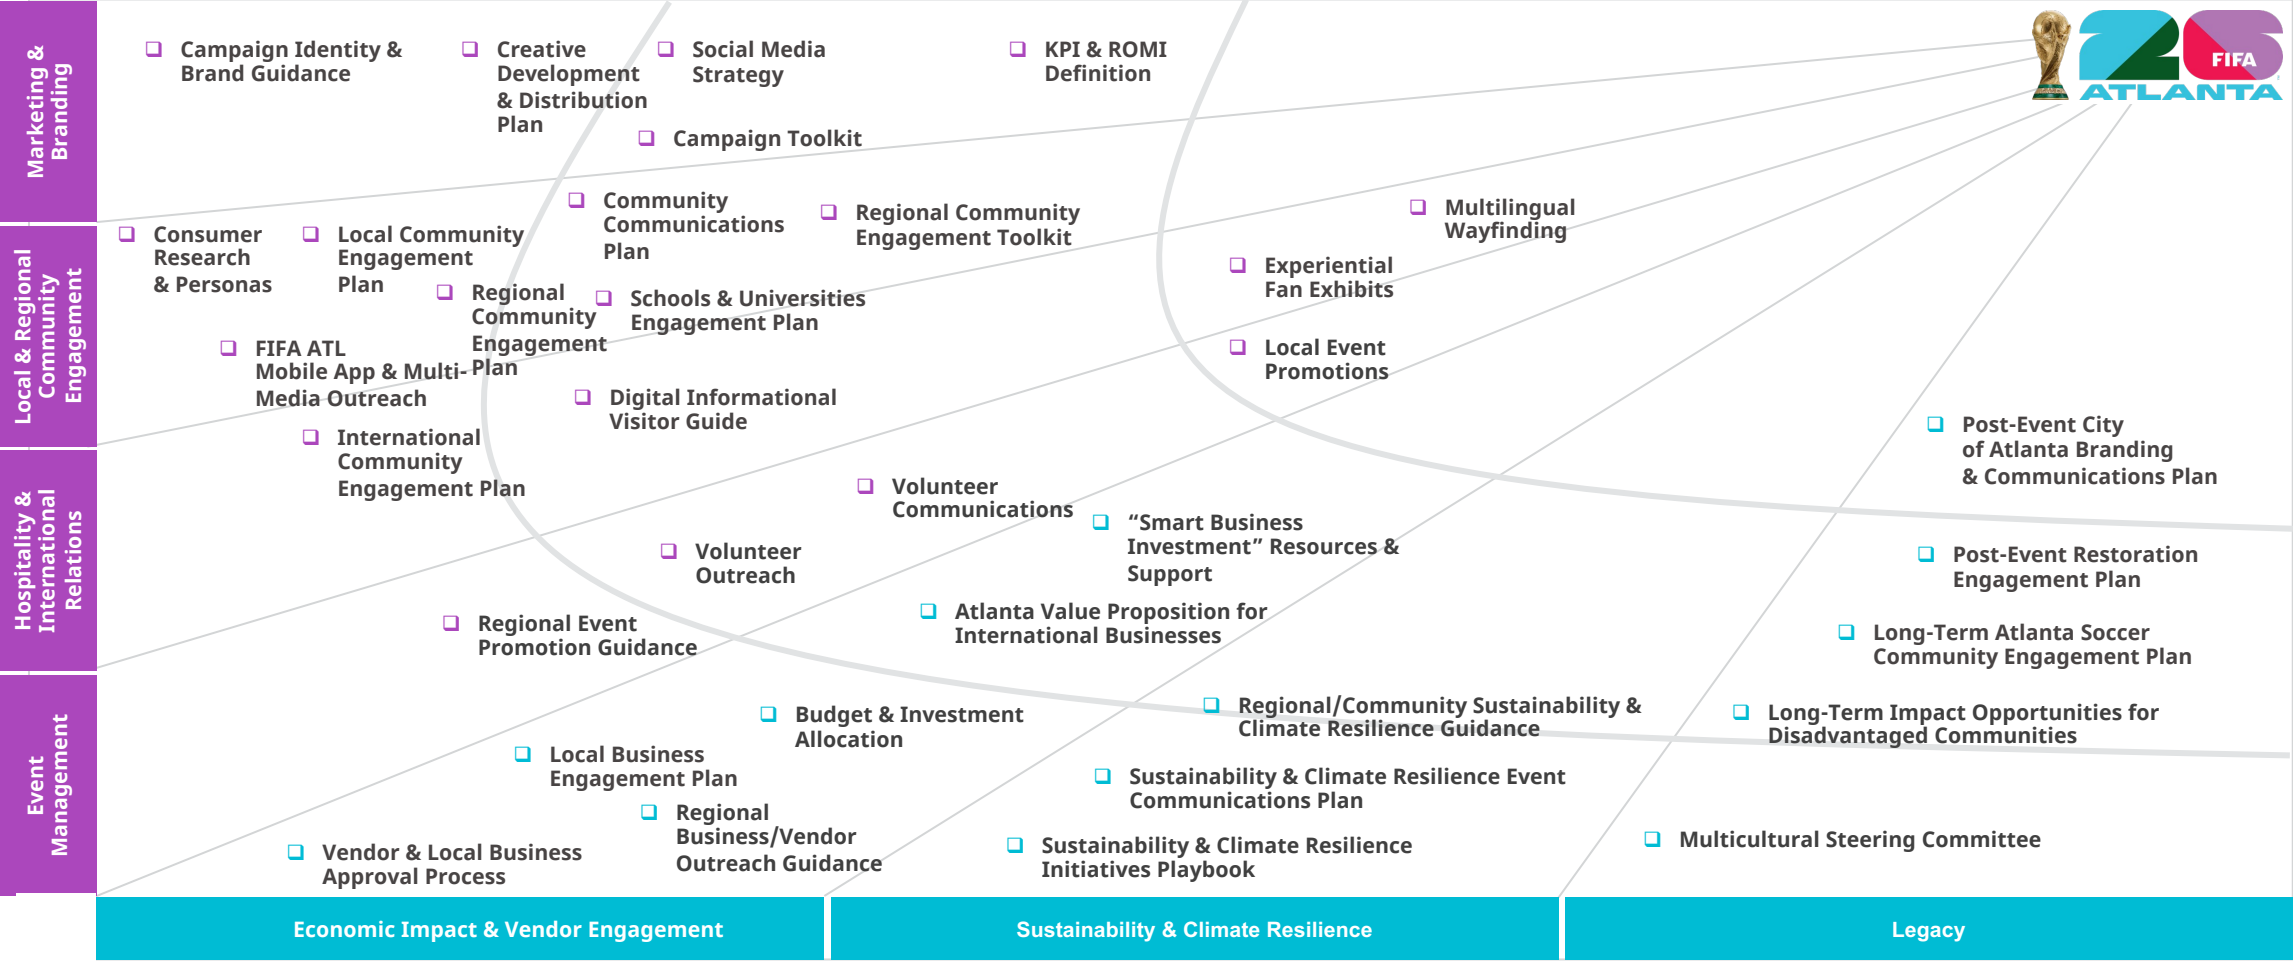 Marketing &
Branding
Local & Regional
Community
Engagement
Hospitality &
International
Relations
Event
Management
Campaign Identity &
Brand Guidance
Creative
Development
& Distribution
Plan
Social Media
Strategy
Campaign Toolkit
KPI & ROMI
Definition
FIFA
ATLANTA
Consumer
Research
& Personas
Local Community
Engagement
Plan
Regional
Community
Engagement
Plan
Community
Communications
Plan
Regional Community
Engagement Toolkit
Schools & Universities
Engagement Plan
Multilingual
Wayfinding
Experiential
Fan Exhibits
Local Event
Promotions
FIFA ATL
Mobile App & Multi-
Media Outreach
Digital Informational
Visitor Guide
International
Community
Engagement Plan
Volunteer
Communications
Volunteer
Outreach
Regional Event
Promotion Guidance
“Smart Business
Investment” Resources &
Support
Atlanta Value Proposition for
International Businesses
Post-Event City
of Atlanta Branding
& Communications Plan
Post-Event Restoration
Engagement Plan
Long-Term Atlanta Soccer
Community Engagement Plan
Long-Term Impact Opportunities for
Disadvantaged Communities
Multicultural Steering Committee
Budget & Investment
Allocation
Local Business
Engagement Plan
Regional
Business/Vendor
Outreach Guidance
Vendor & Local Business
Approval Process
Regional/Community Sustainability &
Climate Resilience Guidance
Sustainability & Climate Resilience Event
Communications Plan
Sustainability & Climate Resilience
Initiatives Playbook
Economic Impact & Vendor Engagement
Sustainability & Climate Resilience
Legacy